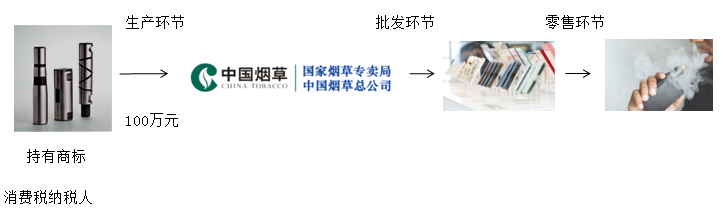 生产环节
批发环节
零售环节
中国烟草
CHINA TOBACCO
国家烟草专卖局
中国烟草总公司
100万元
持有商标
消费税纳税人